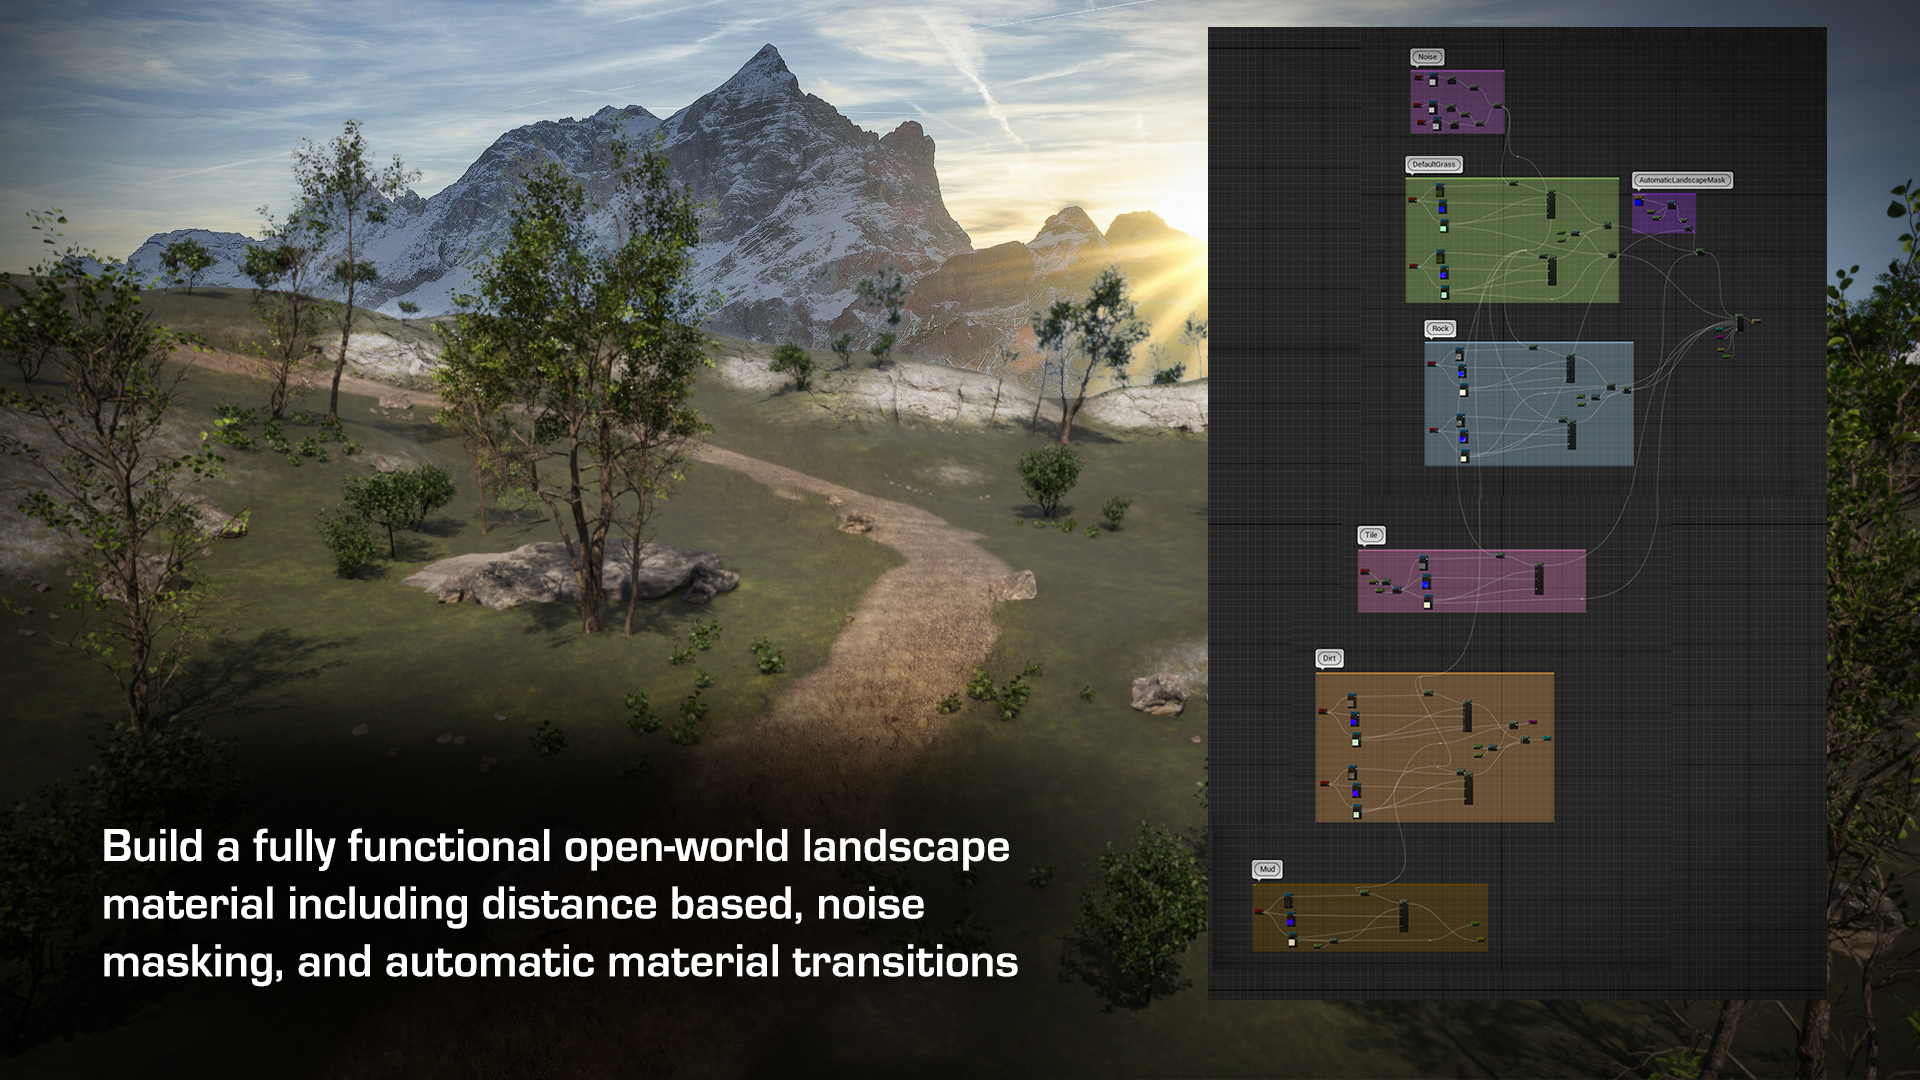 Noise
DefaultGrass
AutomaticLandscapeMask
Rock
Tile
Dirt
Mud
Build a fully functional open-world landscape
material including distance based, noise
masking, and automatic material transitions